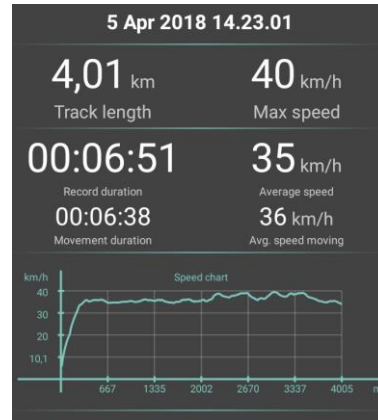 5 Apr 2018 14.23.01
4,01 km 40 km/h
Track length Max speed
00:06:51 35 km/h
Record duration Average speed
00:06:38 36 km/h
Movement duration Avg. speed moving
km/h Speed chart
40
30
20
10,1
667 1335 2002 2670 3337 4005